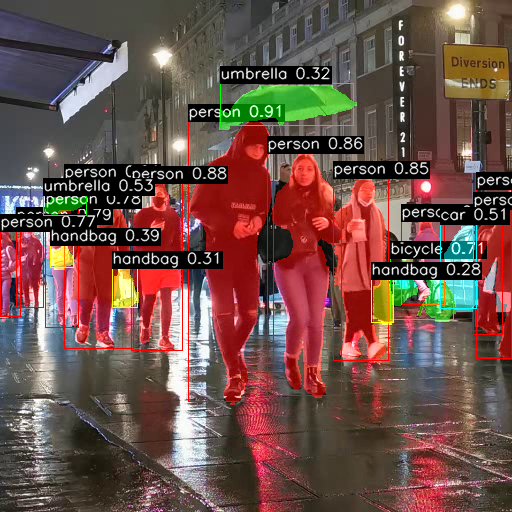 umbrella 0.32
person 0.91
person 0.86
person 0.88
person 0.85
umbrella 0.53
0.78
0.79
person 0.77
handbag 0.39
handbag 0.31
car 0.51
bicycle 0.71
handbag 0.28
FOREVER 21
Diversion
ENDS